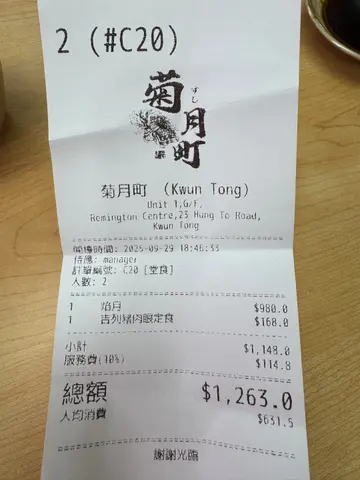 2 (#C20)
菊月町
すし
菊月町 (Kwun Tong)
Unit 1,G/F,
Remington Centre,23 Hung To Road,
Kwun Tong
開檯時間: 2025-09-29 18:46:33
侍應: manager
訂單編號: C20 [堂食]
人數: 2
1 焰月 $980.0
1 吉列豬肉眼定食 $168.0
小計 $1,148.0
服務費(10%) $114.8
總額 $1,263.0
人均消費 $631.5
謝謝光臨